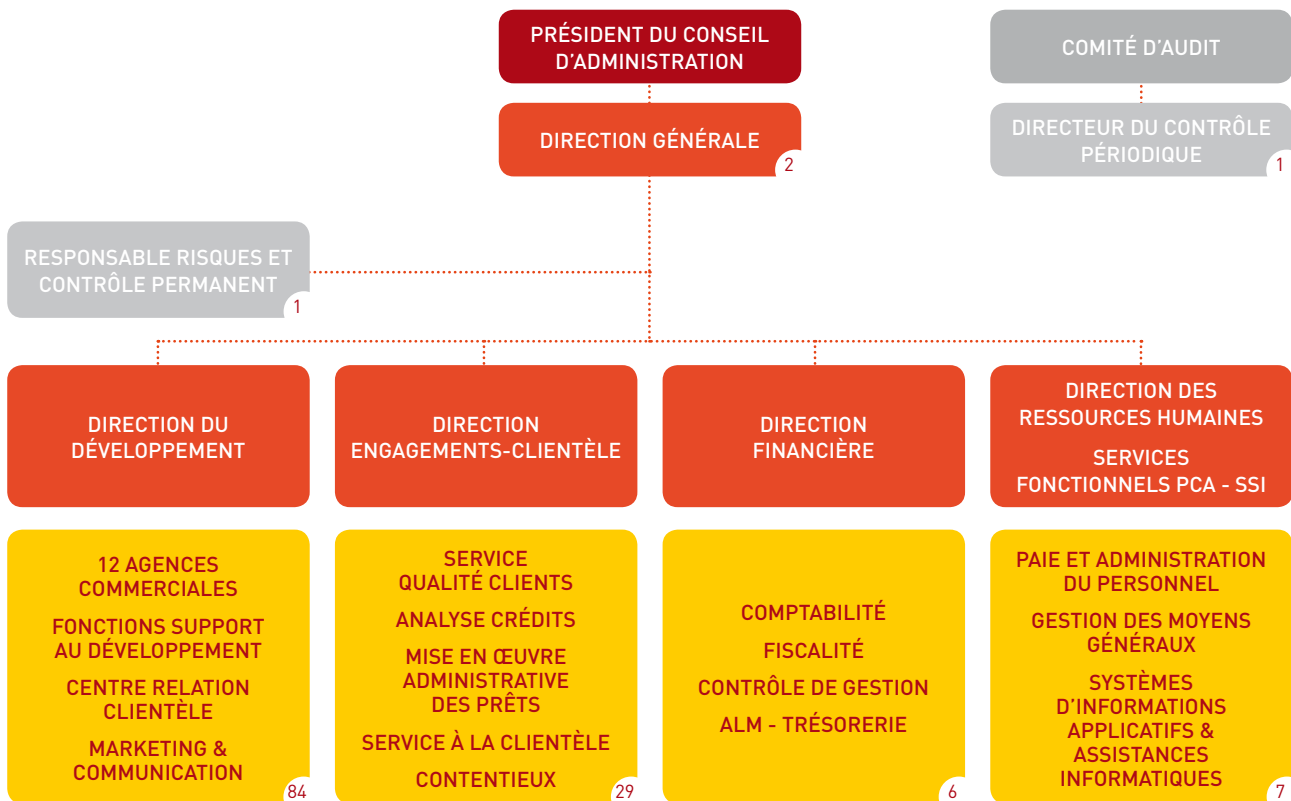 PRÉSIDENT DU CONSEIL
D'ADMINISTRATION
COMITÉ D'AUDIT
DIRECTION GÉNÉRALE
2
DIRECTEUR DU CONTRÔLE
PÉRIODIQUE
1
RESPONSABLE RISQUES ET
CONTRÔLE PERMANENT
1
DIRECTION DU
DÉVELOPPEMENT
DIRECTION
ENGAGEMENTS-CLIENTÈLE
DIRECTION
FINANCIÈRE
DIRECTION DES
RESSOURCES HUMAINES
SERVICES
FONCTIONNELS PCA - SSI
12 AGENCES
COMMERCIALES
FONCTIONS SUPPORT
AU DÉVELOPPEMENT
CENTRE RELATION
CLIENTÈLE
MARKETING &
COMMUNICATION
84
SERVICE
QUALITÉ CLIENTS
ANALYSE CRÉDITS
MISE EN ŒUVRE
ADMINISTRATIVE
DES PRÊTS
SERVICE À LA CLIENTÈLE
CONTENTIEUX
29
COMPTABILITÉ
FISCALITÉ
CONTRÔLE DE GESTION
ALM - TRÉSORERIE
6
PAIE ET ADMINISTRATION
DU PERSONNEL
GESTION DES MOYENS
GÉNÉRAUX
SYSTÈMES
D'INFORMATIONS
APPLICATIFS &
ASSISTANCES
INFORMATIQUES
7